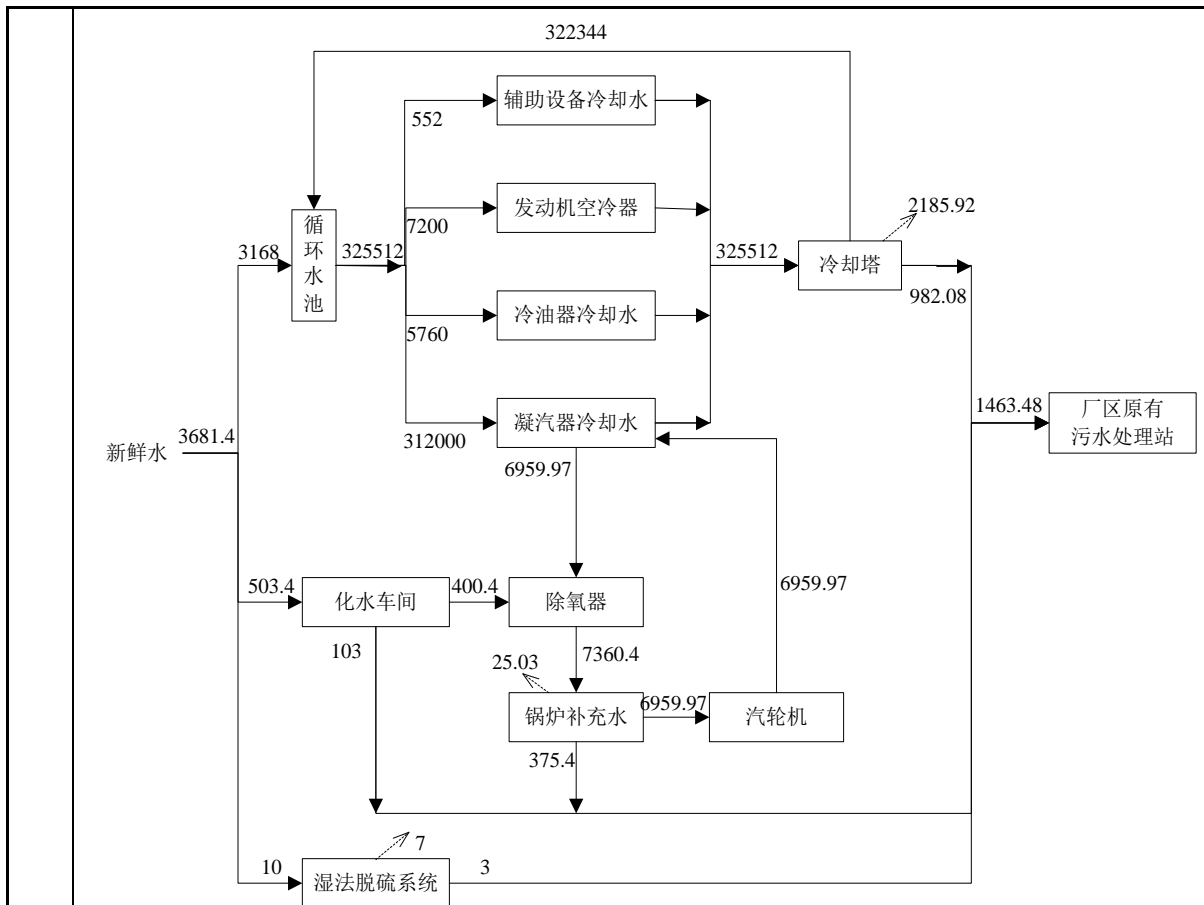 322344
辅助设备冷却水
552
发动机空冷器
7200
2185.92
循
环
水
池
3168
325512
325512
冷却塔
982.08
冷油器冷却水
5760
凝汽器冷却水
312000
1463.48
厂区原有
污水处理站
3681.4
新鲜水
6959.97
503.4
化水车间
400.4
除氧器
6959.97
103
7360.4
25.03
锅炉补充水
6959.97
汽轮机
375.4
7
10
湿法脱硫系统
3